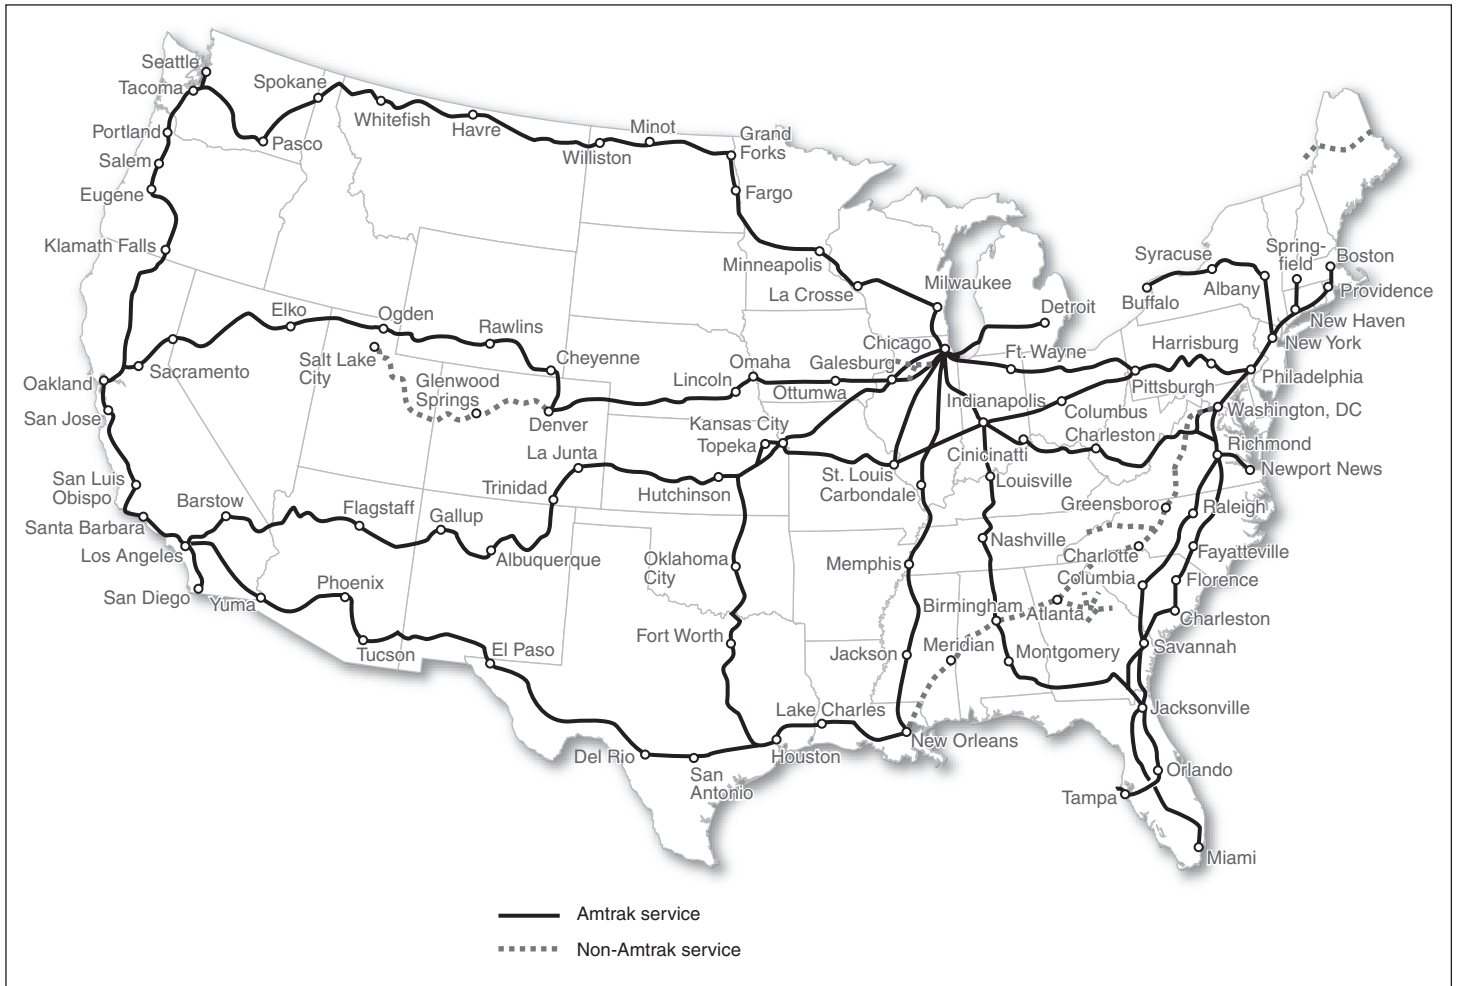 Seattle
Tacoma
Spokane
Whitefish
Havre
Pasco
Portland
Salem
Eugene
Klamath Falls
Williston
Minot
Grand
Forks
Fargo
Minneapolis
La Crosse
Milwaukee
Detroit
Chicago
Syracuse
Buffalo
Albany
Spring-
field
Boston
Providence
New Haven
New York
Philadelphia
Harrisburg
Pittsburgh
Ft. Wayne
Elko
Ogden
Rawlins
Cheyenne
Salt Lake
City
Glenwood
Springs
Denver
Sacramento
Oakland
San Jose
Omaha
Lincoln
Galesburg
Ottumwa
Kansas City
Topeka
Indianapolis
Columbus
Charleston
Cinicinatti
Washington, DC
Richmond
Newport News
La Junta
Trinidad
Hutchinson
St. Louis
Carbondale
Louisville
Greensboro
Raleigh
San Luis
Obispo
Santa Barbara
Los Angeles
Barstow
Flagstaff
Gallup
Albuquerque
San Diego
Yuma
Phoenix
Tucson
El Paso
Oklahoma
City
Fort Worth
Memphis
Nashville
Charlotte
Columbia
Fayatteville
Florence
Charleston
Savannah
Birmingham
Atlanta
Meridian
Montgomery
Jackson
Jacksonville
Lake Charles
New Orleans
Houston
Del Rio
San
Antonio
Orlando
Tampa
Miami
Amtrak service
Non-Amtrak service